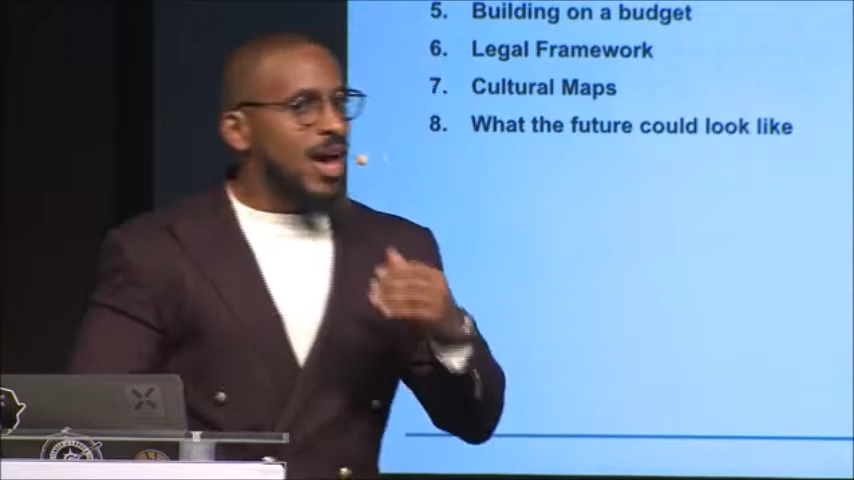 5. Building on a budget
6. Legal Framework
7. Cultural Maps
8. What the future could look like